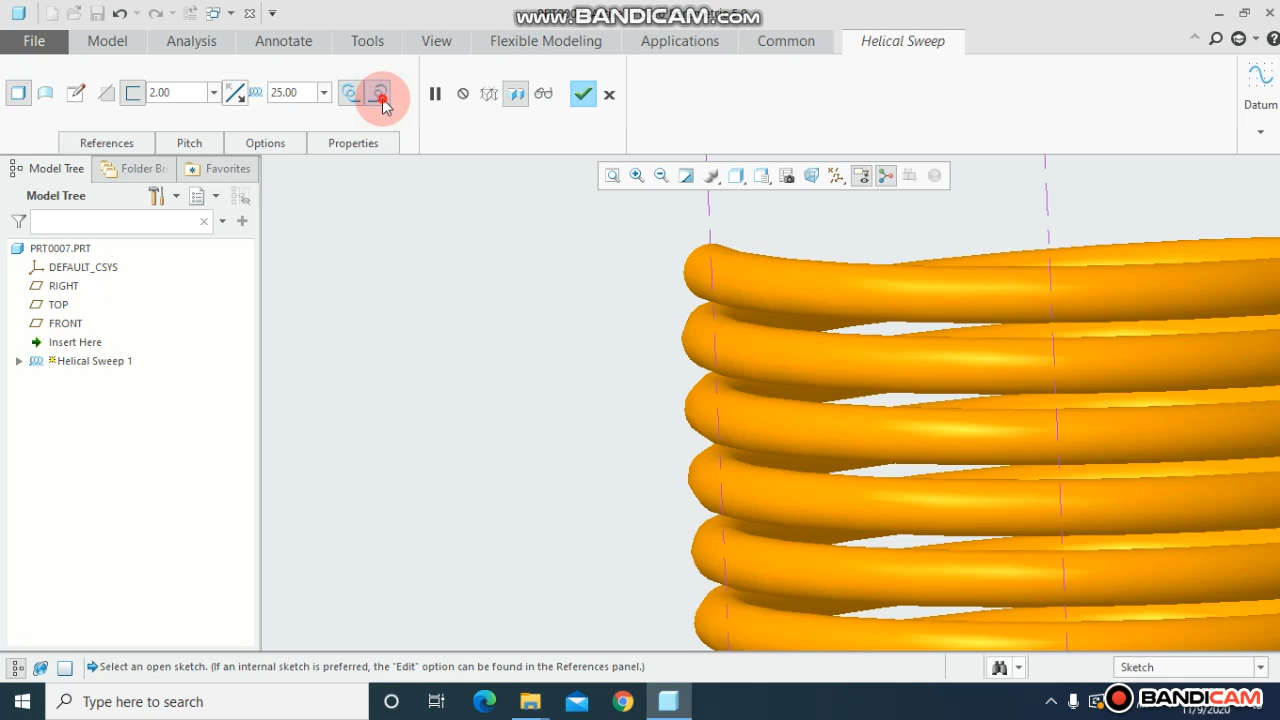 www.BANDICAM.com
File Model Analysis Annotate Tools View Flexible Modeling Applications Common Helical Sweep
2.00 25.00
Datum
References Pitch Options Properties
Model Tree Folder Br Favorites
Model Tree
PRT0007.PRT
DEFAULT_CSYS
RIGHT
TOP
FRONT
Insert Here
Helical Sweep 1
Select an open sketch. (If an internal sketch is preferred, the "Edit" option can be found in the References panel.)
Sketch
Type here to search
BANDICAM
11/9/2020